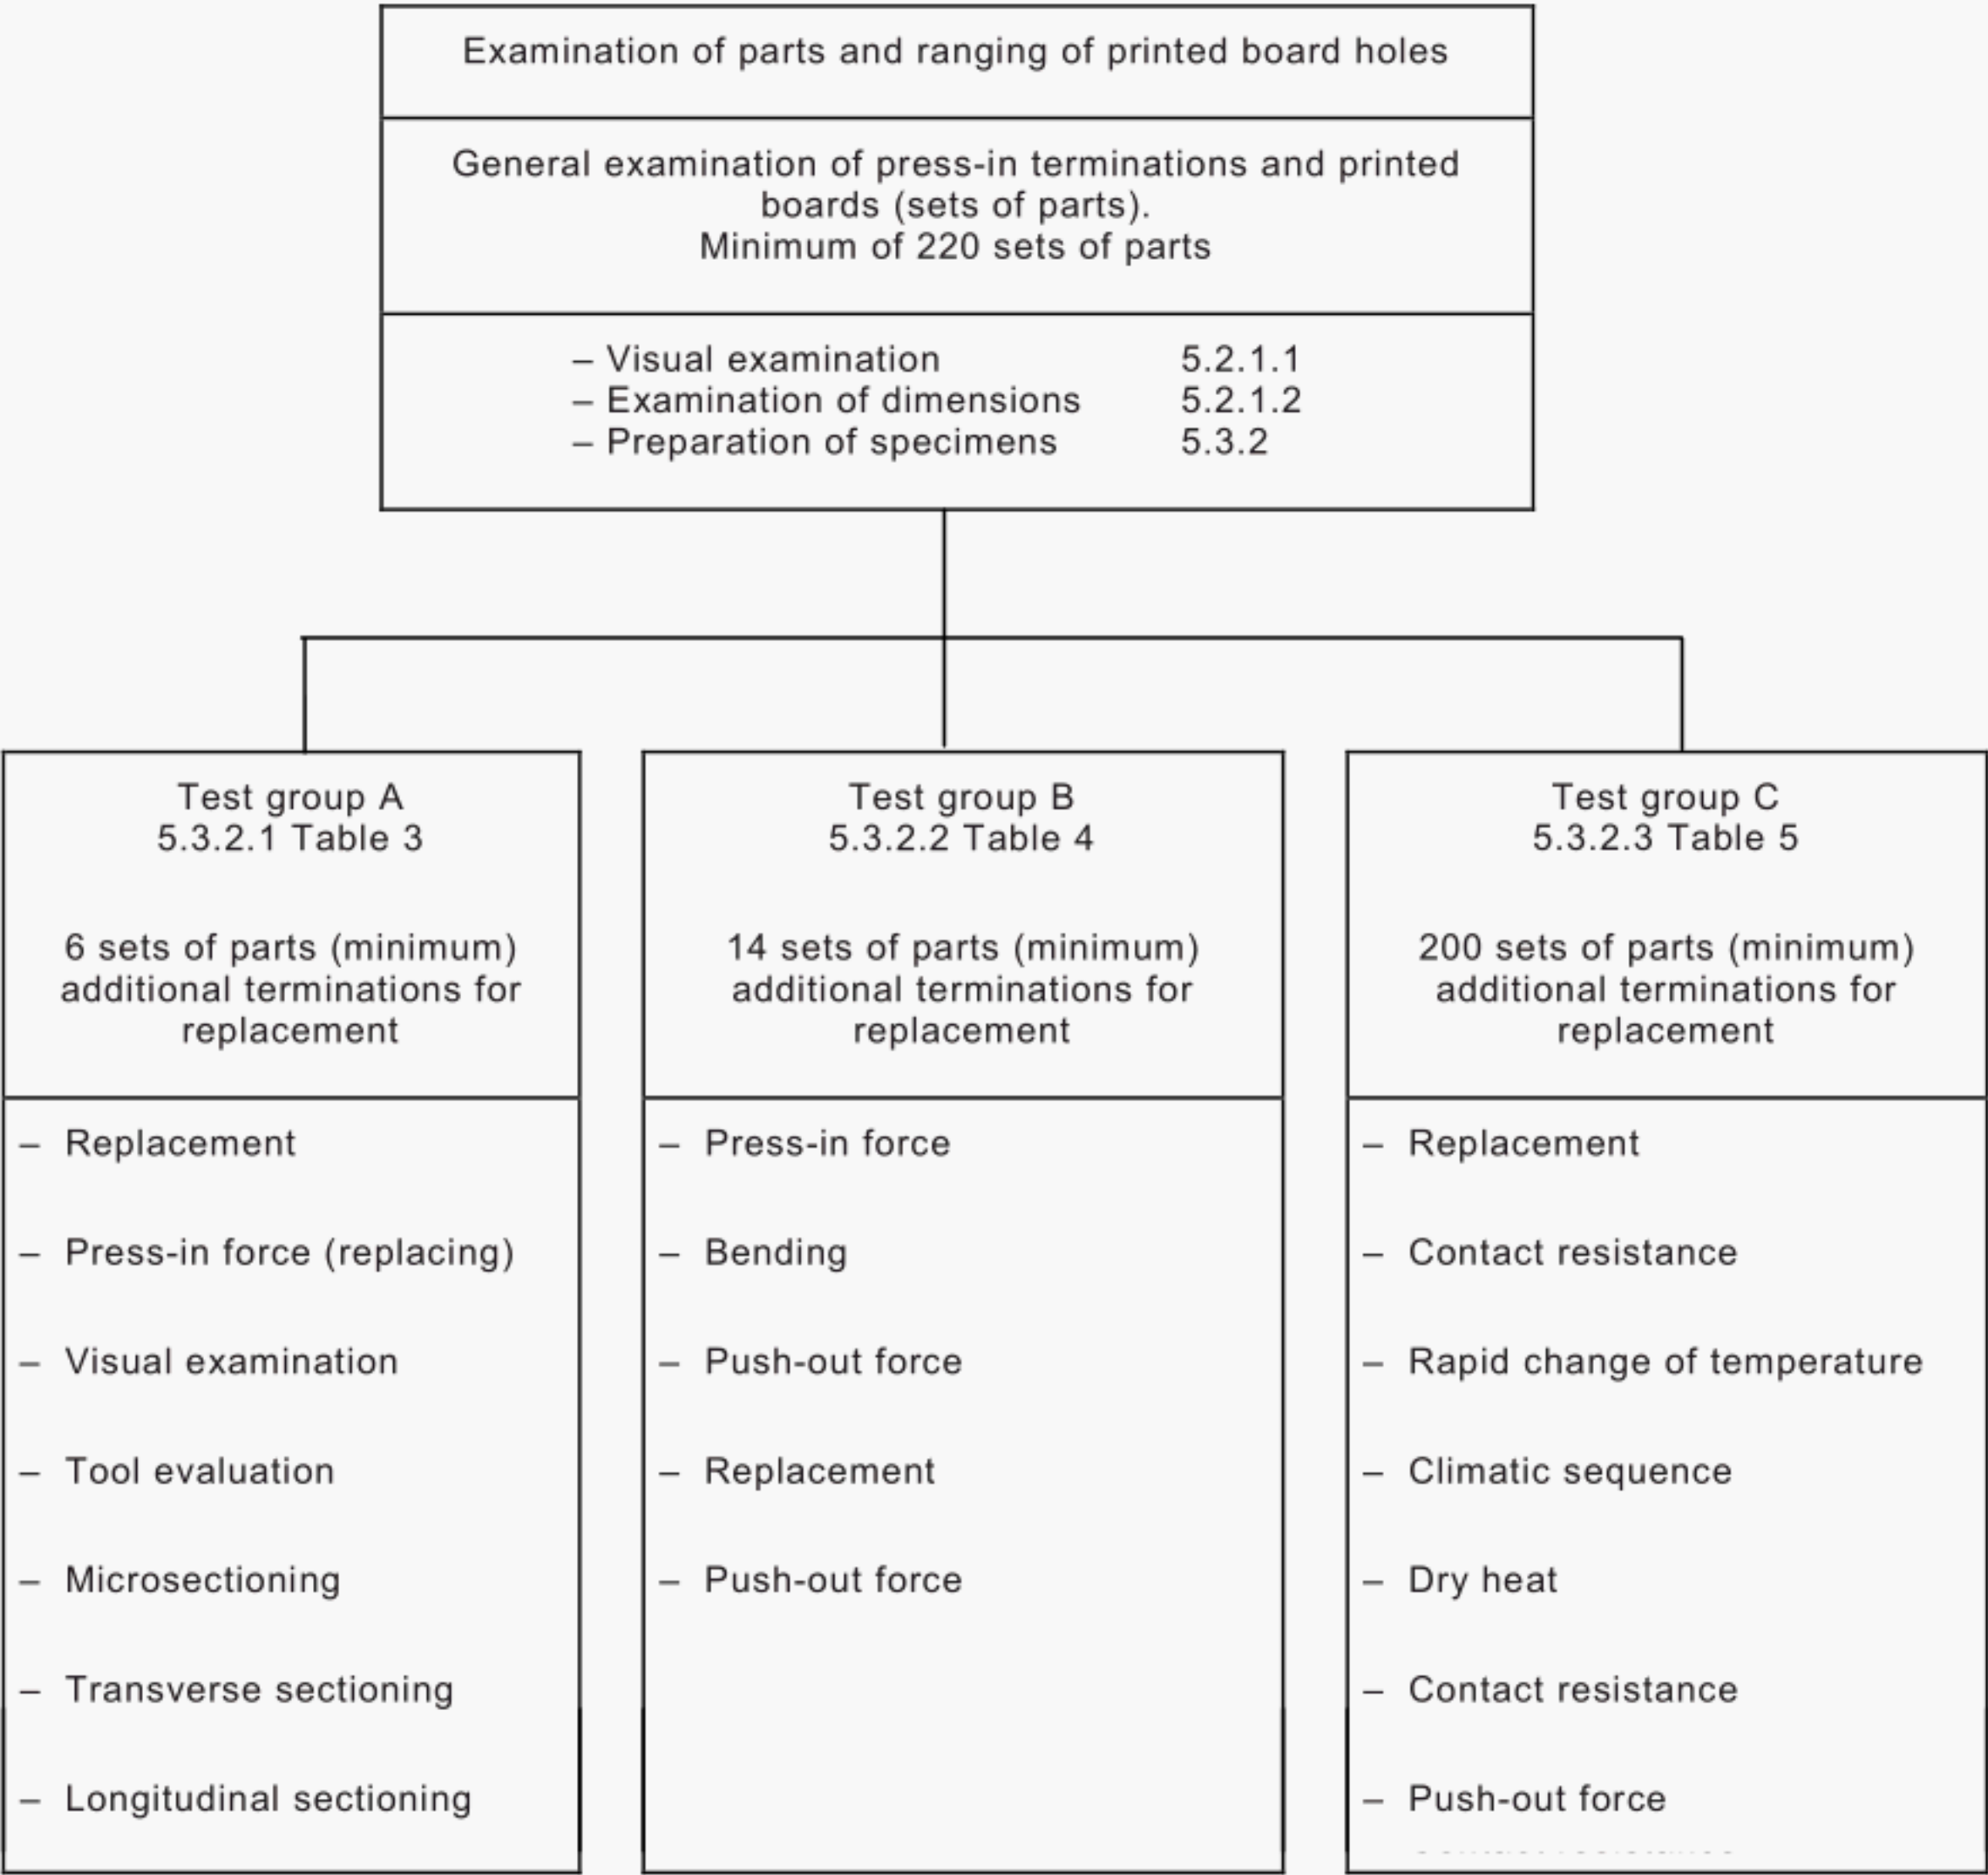 Examination of parts and ranging of printed board holes
General examination of press-in terminations and printed
boards (sets of parts).
Minimum of 220 sets of parts
– Visual examination 5.2.1.1
– Examination of dimensions 5.2.1.2
– Preparation of specimens 5.3.2
Test group A
5.3.2.1 Table 3
6 sets of parts (minimum)
additional terminations for
replacement
– Replacement
– Press-in force (replacing)
– Visual examination
– Tool evaluation
– Microsectioning
– Transverse sectioning
– Longitudinal sectioning
Test group B
5.3.2.2 Table 4
14 sets of parts (minimum)
additional terminations for
replacement
– Press-in force
– Bending
– Push-out force
– Replacement
– Push-out force
Test group C
5.3.2.3 Table 5
200 sets of parts (minimum)
additional terminations for
replacement
– Replacement
– Contact resistance
– Rapid change of temperature
– Climatic sequence
– Dry heat
– Contact resistance
– Push-out force